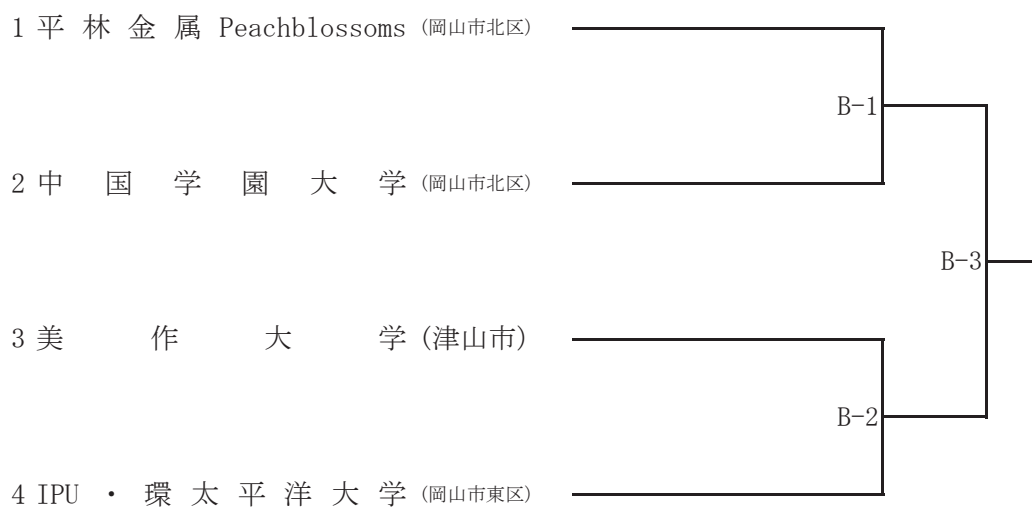 1 平林金属 Peachblossoms (岡山市北区)
B-1
2 中国学園大学 (岡山市北区)
B-3
3 美作大学 (津山市)
B-2
4 IPU・環太平洋大学 (岡山市東区)